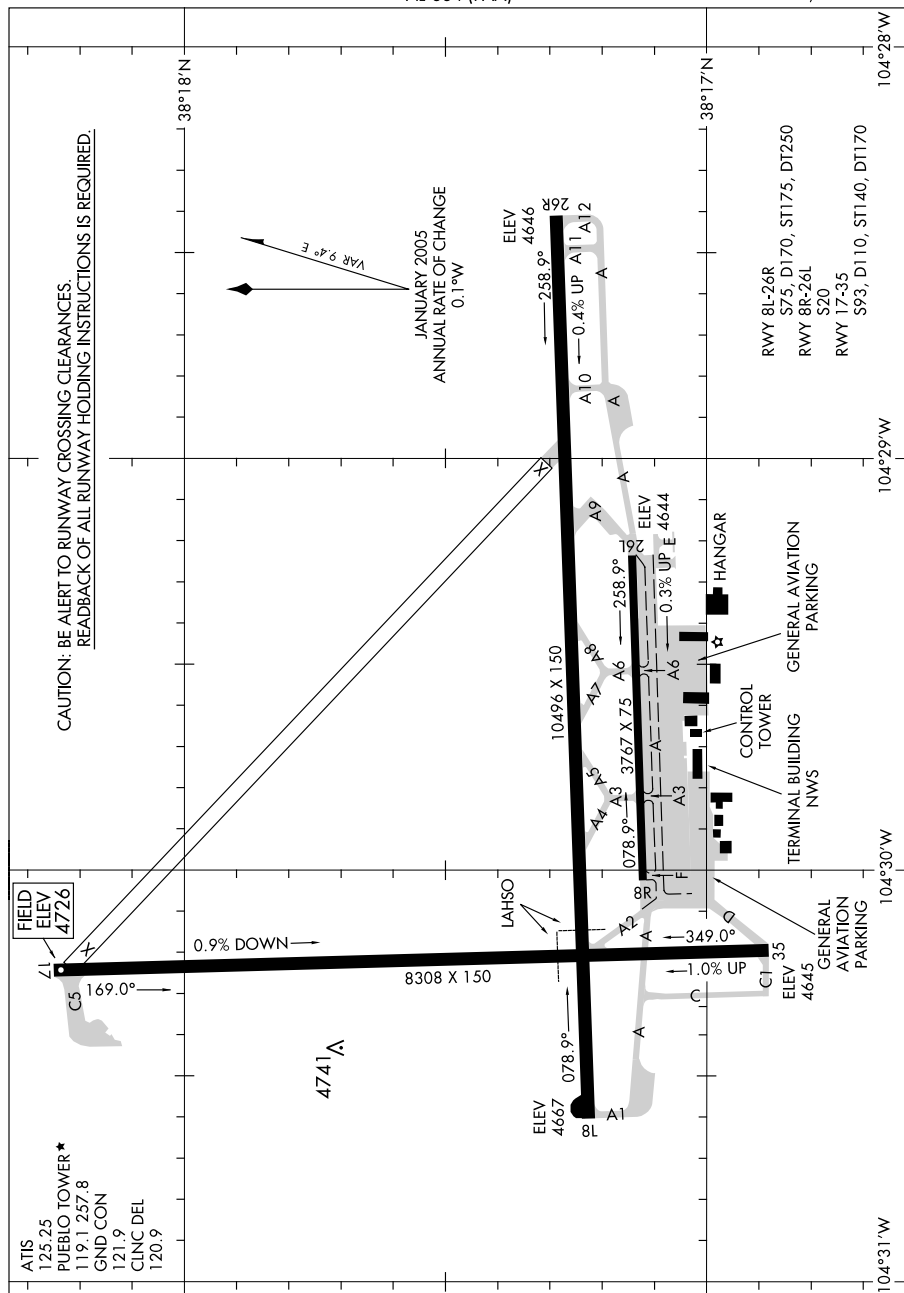 ATIS
125.25
PUEBLO TOWER★
119.1 257.8
GND CON
121.9
CLNC DEL
120.9
CAUTION: BE ALERT TO RUNWAY CROSSING CLEARANCES.
READBACK OF ALL RUNWAY HOLDING INSTRUCTIONS IS REQUIRED.
FIELD
ELEV
4726
17
C5
169.0°
X
0.9% DOWN
8308 X 150
4741
38°18'N
VAR 9.4° E
JANUARY 2005
ANNUAL RATE OF CHANGE
0.1°W
LAHSO
ELEV
4667
8L
078.9°
A1
10496 X 150
X
258.9°
0.4% UP
ELEV
4646
26R
A12
A11
A10
A
A
A
A9
A8
A7
A6
A5
A4
A3
A2
A
A
8R
078.9°
3767 X 75
258.9°
26L
0.3% UP
E
ELEV
4644
F
A3
A
A6
349.0°
1.0% UP
C
C1
35
ELEV
4645
D
GENERAL
AVIATION
PARKING
TERMINAL BUILDING
NWS
CONTROL
TOWER
GENERAL AVIATION
PARKING
HANGAR
38°17'N
RWY 8L-26R
S75, D170, ST175, DT250
RWY 8R-26L
S20
RWY 17-35
S93, D110, ST140, DT170
104°31'W
104°30'W
104°29'W
104°28'W